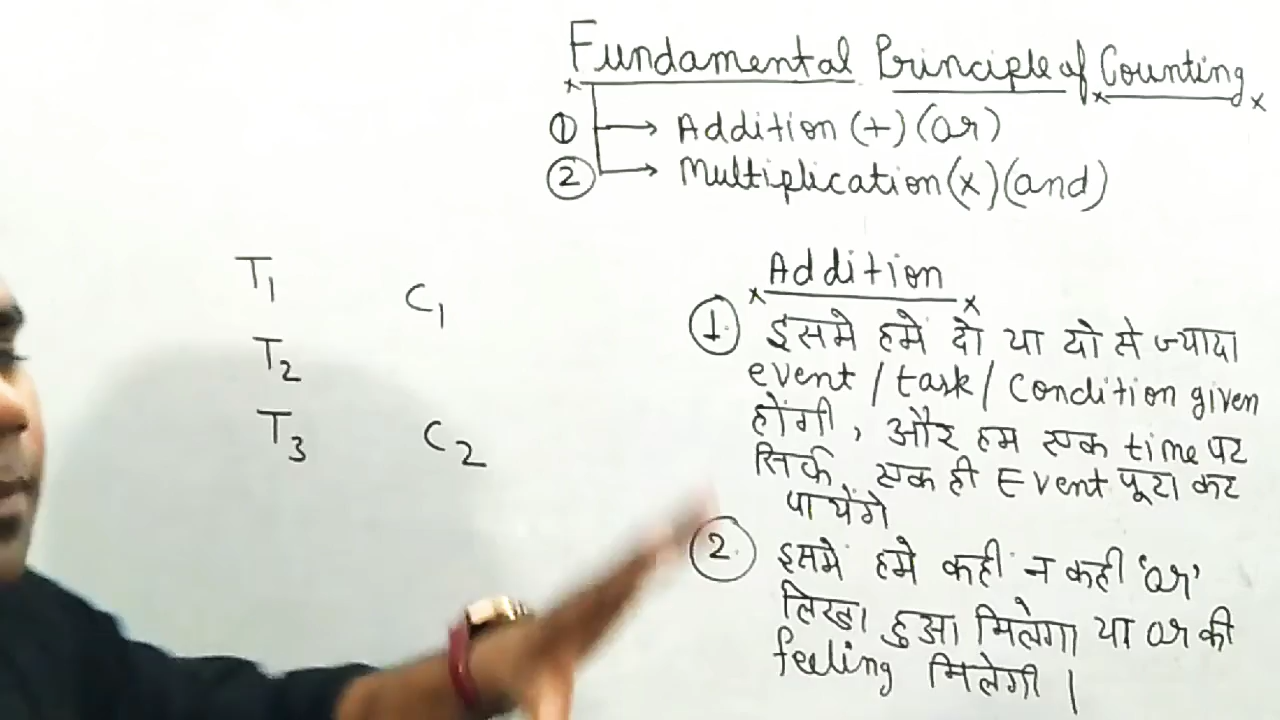 Fundamental Principle of Counting
① → Addition (+) (or)
② → Multiplication (x) (and)
T1
C1
T2
T3
C2
Addition
1. इसमे हमें दो या दो से ज्यादा
event / task / Condition given
होंगी, और हम एक time पर
सिर्फ एक ही Event पूरा कर
पायेंगे
2. इसमें हमे कही न कही 'or'
लिखा हुआ मिलेगा या or की
feeling मिलेगी।